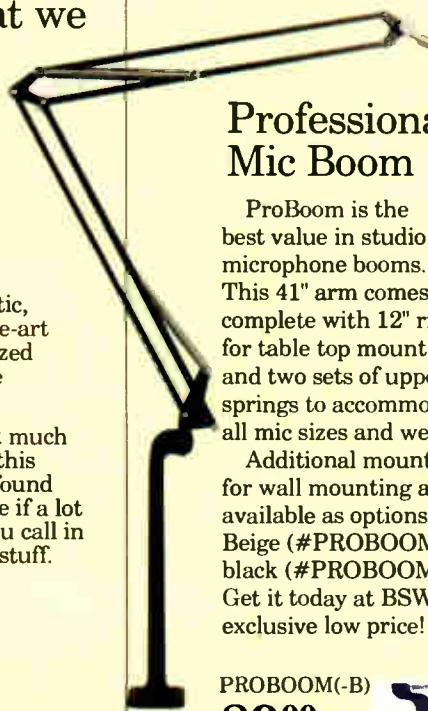 at we
tic,
e-art
zed
e
t much
this
found
e if a lot
u call in
stuff.
Professiona
Mic Boom
ProBoom is the
best value in studio
microphone booms.
This 41" arm comes
complete with 12" ri
for table top mount
and two sets of uppe
springs to accommo
all mic sizes and we
Additional mount
for wall mounting a
available as options
Beige (#PROBOOM
black (#PROBOOM
Get it today at BSW
exclusive low price!
PROBOOM(-B)